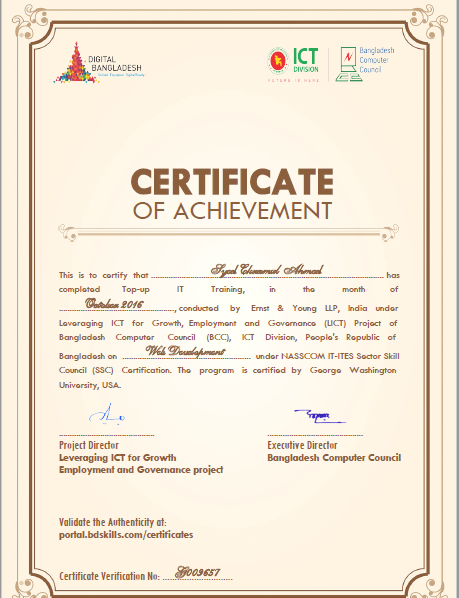 DIGITAL
BANGLADESH
ICT
DIVISION
FUTURE IS HERE
Bangladesh
Computer
Council
CERTIFICATE
OF ACHIEVEMENT
This is to certify that Syed Ahmed has
completed Top-up IT Training, in the month of
October 2016, conducted by Ernst & Young LLP, India under
Leveraging ICT for Growth, Employment and Governance (LICT) Project of
Bangladesh Computer Council (BCC), ICT Division, People's Republic of
Bangladesh on Web Development under NASSCOM IT-ITES Sector Skill
Council (SSC) Certification. The program is certified by George Washington
University, USA.
Project Director
Leveraging ICT for Growth
Employment and Governance project
Executive Director
Bangladesh Computer Council
Validate the Authenticity at:
portal.bdskills.com/certificates
Certificate Verification No: G009657